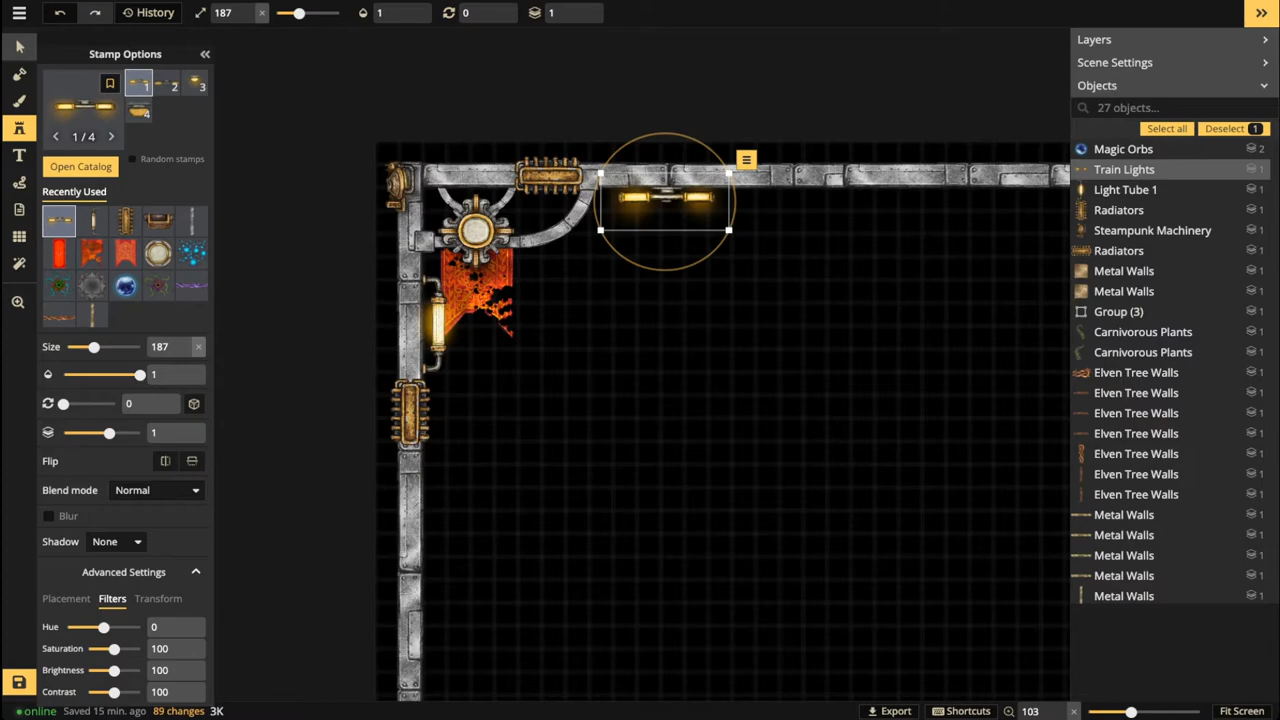 History 187 × 1 0 1
Stamp Options
1 2 3
4
1 / 4
Open Catalog Random stamps
Recently Used
Size 187 ×
1
0
1
Flip
Blend mode Normal
Blur
Shadow None
Advanced Settings
Placement Filters Transform
Hue 0
Saturation 100
Brightness 100
Contrast 100
Layers
Scene Settings
Objects
27 objects...
Select all Deselect 1
Magic Orbs 2
Train Lights 1
Light Tube 1 1
Radiators 1
Steampunk Machinery 1
Radiators 1
Metal Walls 1
Metal Walls 1
Group (3) 1
Carnivorous Plants 1
Carnivorous Plants 1
Elven Tree Walls 1
Elven Tree Walls 1
Elven Tree Walls 1
Elven Tree Walls 1
Elven Tree Walls 1
Elven Tree Walls 1
Elven Tree Walls 1
Metal Walls 1
Metal Walls 1
Metal Walls 1
Metal Walls 1
Metal Walls 1
online Saved 15 min. ago 89 changes 3K Export Shortcuts 103 × Fit Screen